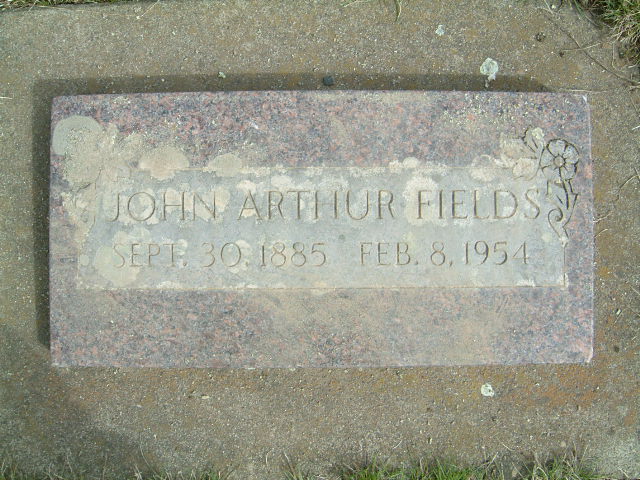 JOHN ARTHUR FIELDS
SEPT. 30, 1885 FEB. 8, 1954